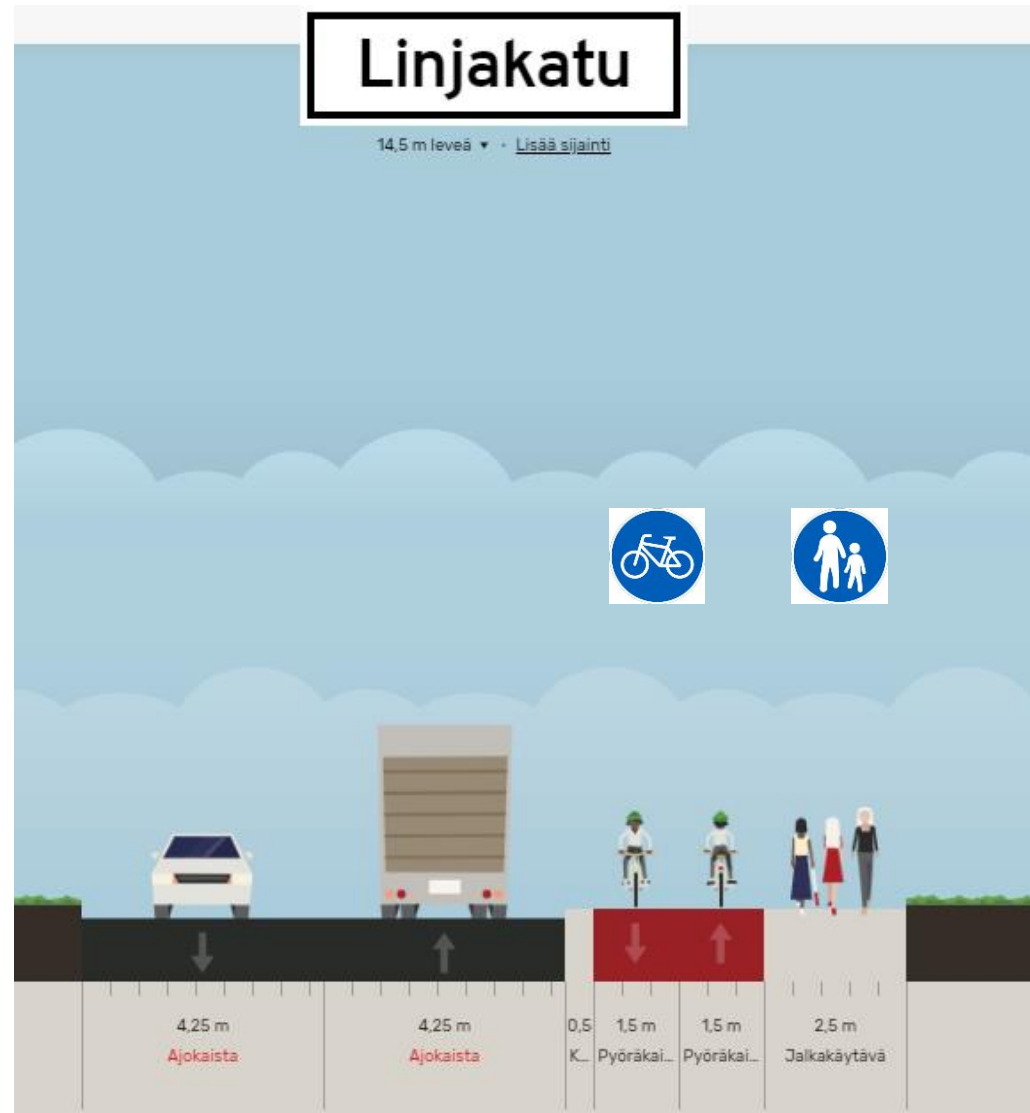 Linjakatu
14,5 m leveä ▾ · Lisää sijainti
4,25 m 4,25 m 0,5 1,5 m 1,5 m 2,5 m
Ajokaista Ajokaista K... Pyöräkai... Pyöräkai... Jalkakäytävä